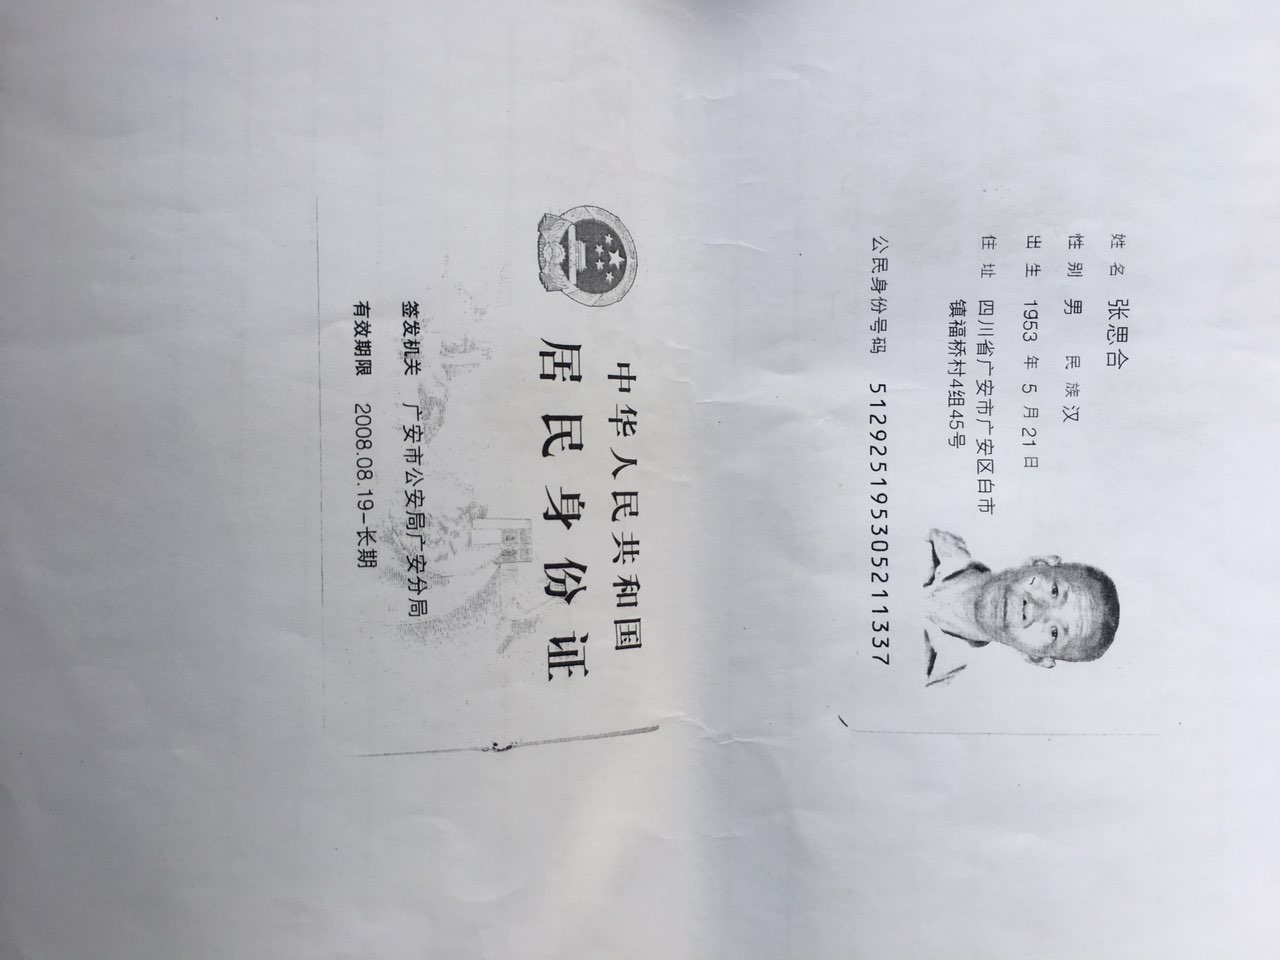 姓名 张思合
性别 男 民族 汉
出生 1953 年 5 月 21 日
住址 四川省广安市广安区白市
镇福桥村4组45号
公民身份号码 512925195305211337
中华人民共和国
居民身份证
签发机关 广安市公安局广安分局
有效期限 2008.08.19-长期